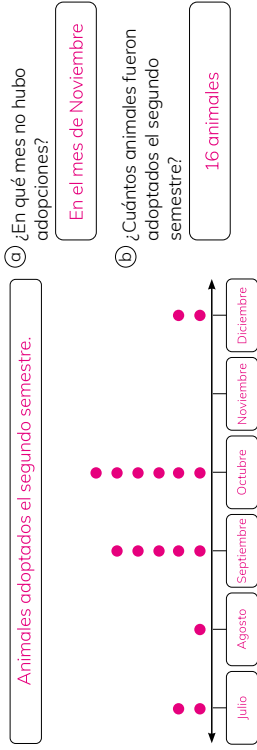 Animales adoptados el segundo semestre.
Julio
Agosto
Septiembre
Octubre
Noviembre
Diciembre
a ¿En qué mes no hubo
adopciones?
En el mes de Noviembre
b ¿Cuántos animales fueron
adoptados el segundo
semestre?
16 animales